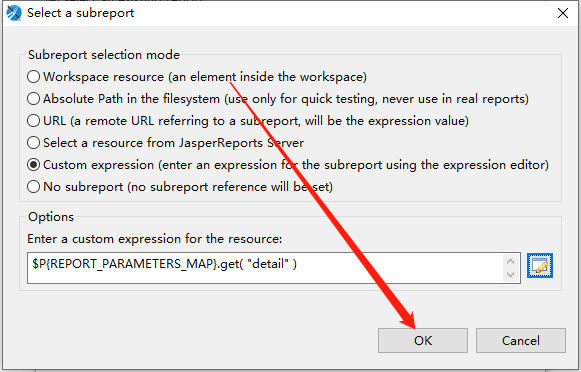 Select a subreport
Subreport selection mode
Workspace resource (an element inside the workspace)
Absolute Path in the filesystem (use only for quick testing, never use in real reports)
URL (a remote URL referring to a subreport, will be the expression value)
Select a resource from JasperReports Server
Custom expression (enter an expression for the subreport using the expression editor)
No subreport (no subreport reference will be set)
Options
Enter a custom expression for the resource:
$P{REPORT_PARAMETERS_MAP}.get( "detail" )
OK
Cancel